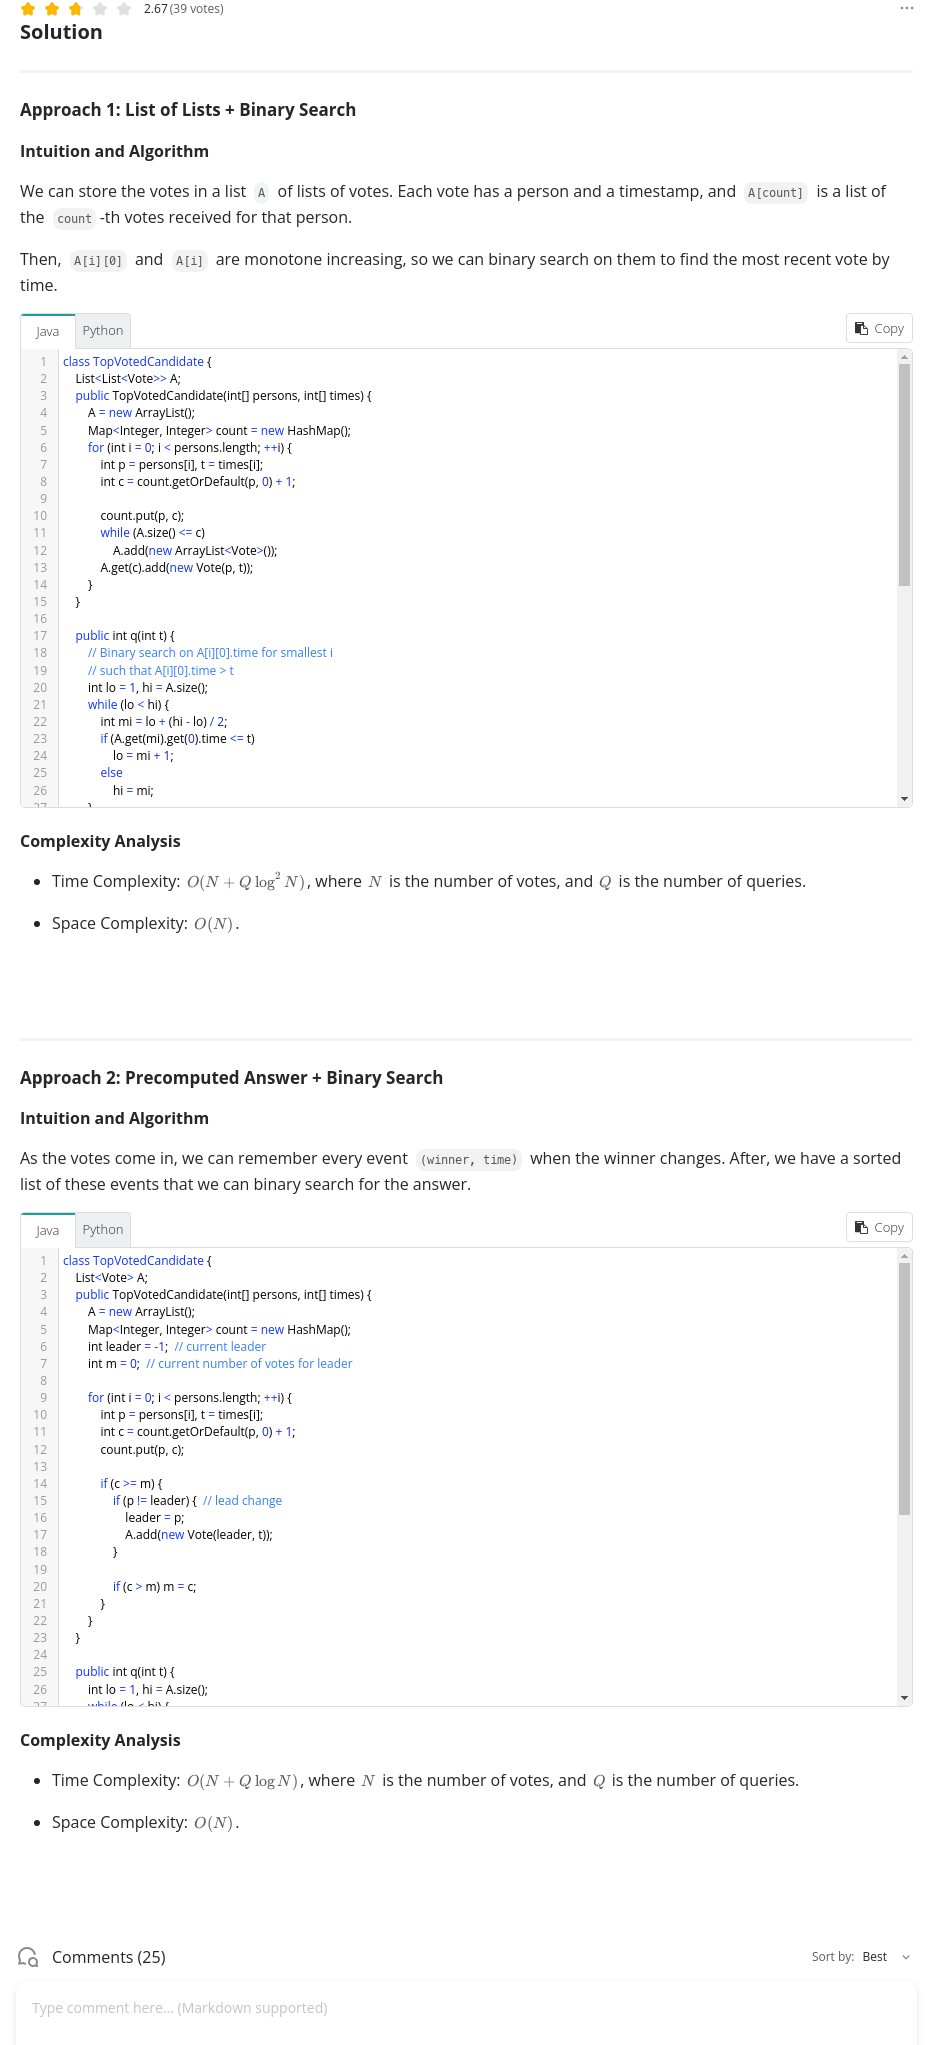 2.67 (39 votes)
Solution
Approach 1: List of Lists + Binary Search
Intuition and Algorithm
We can store the votes in a list A of lists of votes. Each vote has a person and a timestamp, and A[count] is a list of
the count -th votes received for that person.
Then, A[i][0] and A[i] are monotone increasing, so we can binary search on them to find the most recent vote by
time.
Java Python Copy
1 class TopVotedCandidate {
2 List<List<Vote>> A;
3 public TopVotedCandidate(int[] persons, int[] times) {
4 A = new ArrayList();
5 Map<Integer, Integer> count = new HashMap();
6 for (int i = 0; i < persons.length; ++i) {
7 int p = persons[i], t = times[i];
8 int c = count.getOrDefault(p, 0) + 1;
9
10 count.put(p, c);
11 while (A.size() <= c)
12 A.add(new ArrayList<Vote>());
13 A.get(c).add(new Vote(p, t));
14 }
15 }
16
17 public int q(int t) {
18 // Binary search on A[i][0].time for smallest i
19 // such that A[i][0].time > t
20 int lo = 1, hi = A.size();
21 while (lo < hi) {
22 int mi = lo + (hi - lo) / 2;
23 if (A.get(mi).get(0).time <= t)
24 lo = mi + 1;
25 else
26 hi = mi;
27 }
Complexity Analysis
• Time Complexity: O(N + Q log² N), where N is the number of votes, and Q is the number of queries.
• Space Complexity: O(N).
Approach 2: Precomputed Answer + Binary Search
Intuition and Algorithm
As the votes come in, we can remember every event (winner, time) when the winner changes. After, we have a sorted
list of these events that we can binary search for the answer.
Java Python Copy
1 class TopVotedCandidate {
2 List<Vote> A;
3 public TopVotedCandidate(int[] persons, int[] times) {
4 A = new ArrayList();
5 Map<Integer, Integer> count = new HashMap();
6 int leader = -1; // current leader
7 int m = 0; // current number of votes for leader
8
9 for (int i = 0; i < persons.length; ++i) {
10 int p = persons[i], t = times[i];
11 int c = count.getOrDefault(p, 0) + 1;
12 count.put(p, c);
13
14 if (c >= m) {
15 if (p != leader) { // lead change
16 leader = p;
17 A.add(new Vote(leader, t));
18 }
19
20 if (c > m) m = c;
21 }
22 }
23 }
24
25 public int q(int t) {
26 int lo = 1, hi = A.size();
27 while (lo < hi) {
Complexity Analysis
• Time Complexity: O(N + Q log N), where N is the number of votes, and Q is the number of queries.
• Space Complexity: O(N).
Comments (25) Sort by: Best
Type comment here... (Markdown supported)